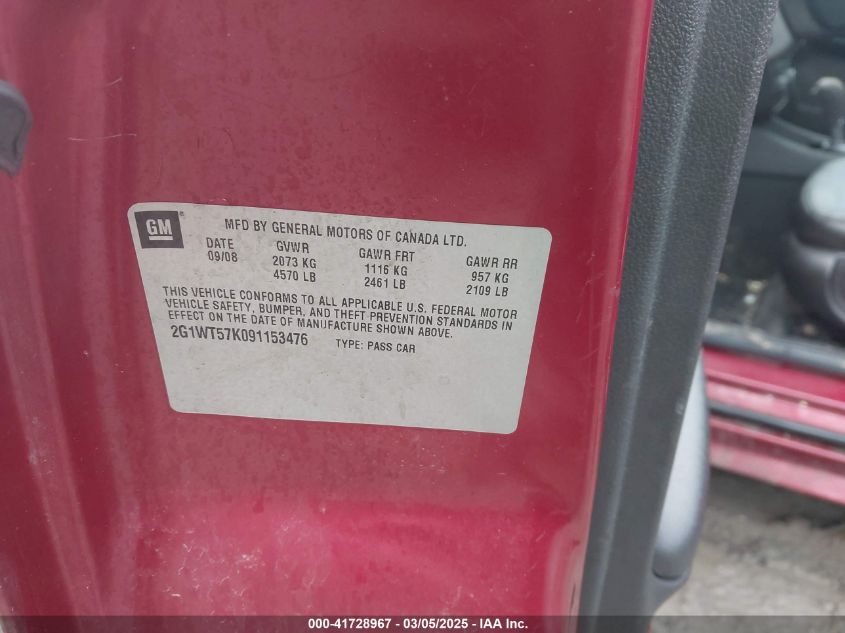 GM
MFD BY GENERAL MOTORS OF CANADA LTD.
DATE GVWR GAWR FRT GAWR RR
09/08 2073 KG 1116 KG 957 KG
4570 LB 2461 LB 2109 LB
THIS VEHICLE CONFORMS TO ALL APPLICABLE U.S. FEDERAL MOTOR
VEHICLE SAFETY, BUMPER, AND THEFT PREVENTION STANDARDS IN
EFFECT ON THE DATE OF MANUFACTURE SHOWN ABOVE.
2G1WT57K091153476 TYPE: PASS CAR
000-41728967 — 03/05/2025 — IAA Inc.